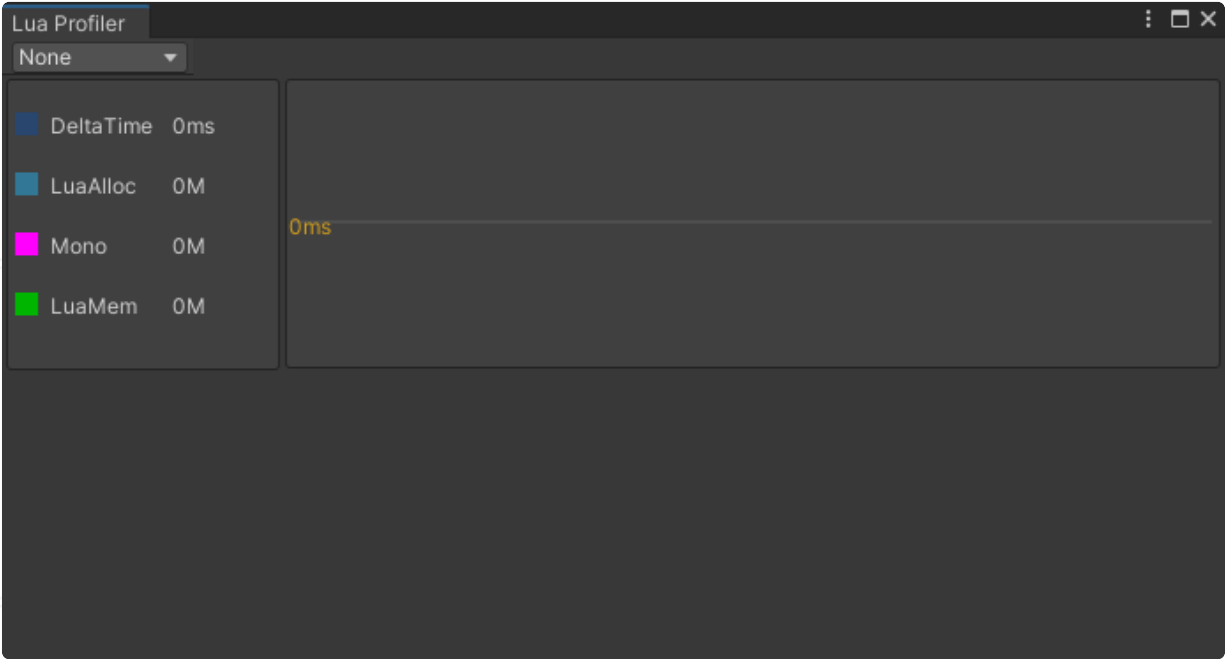 Lua Profiler
None
DeltaTime 0ms
LuaAlloc 0M
Mono 0M
LuaMem 0M
0ms